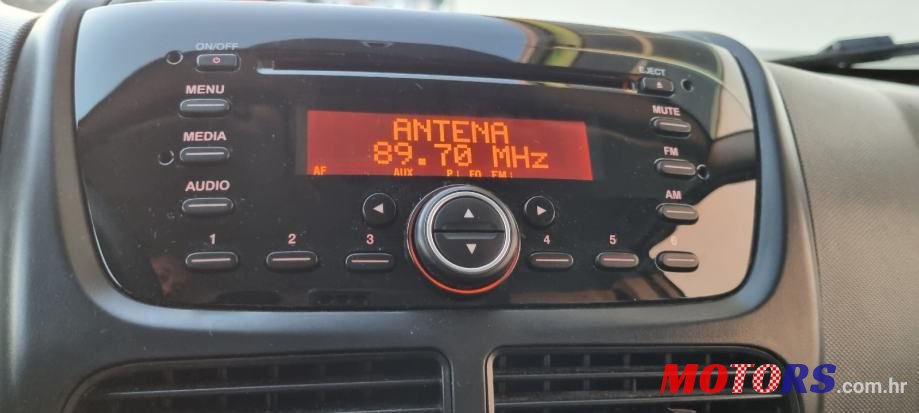 ON/OFF
EJECT
MENU
MUTE
ANTENA
MEDIA
89.70 MHz
FM
AF AUX
AUDIO
AM
1 2 3 4 5 6
MOTORS.com.hr